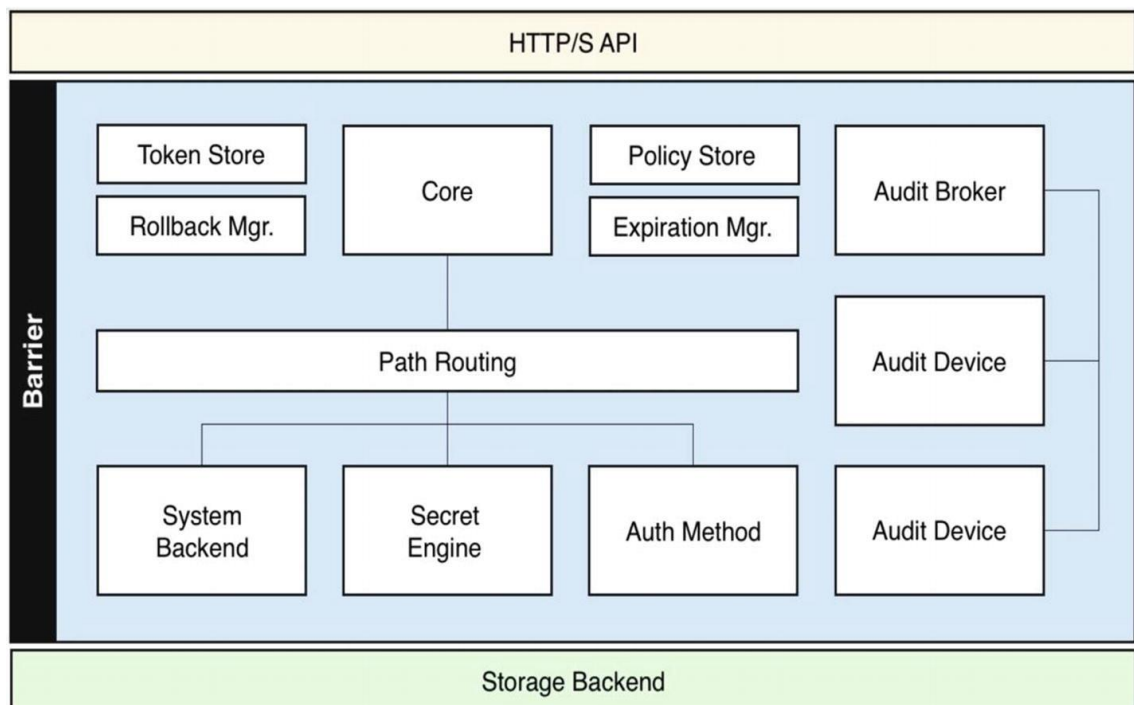 HTTP/S API
Barrier
Token Store
Rollback Mgr.
Core
Policy Store
Expiration Mgr.
Audit Broker
Path Routing
Audit Device
System
Backend
Secret
Engine
Auth Method
Audit Device
Storage Backend